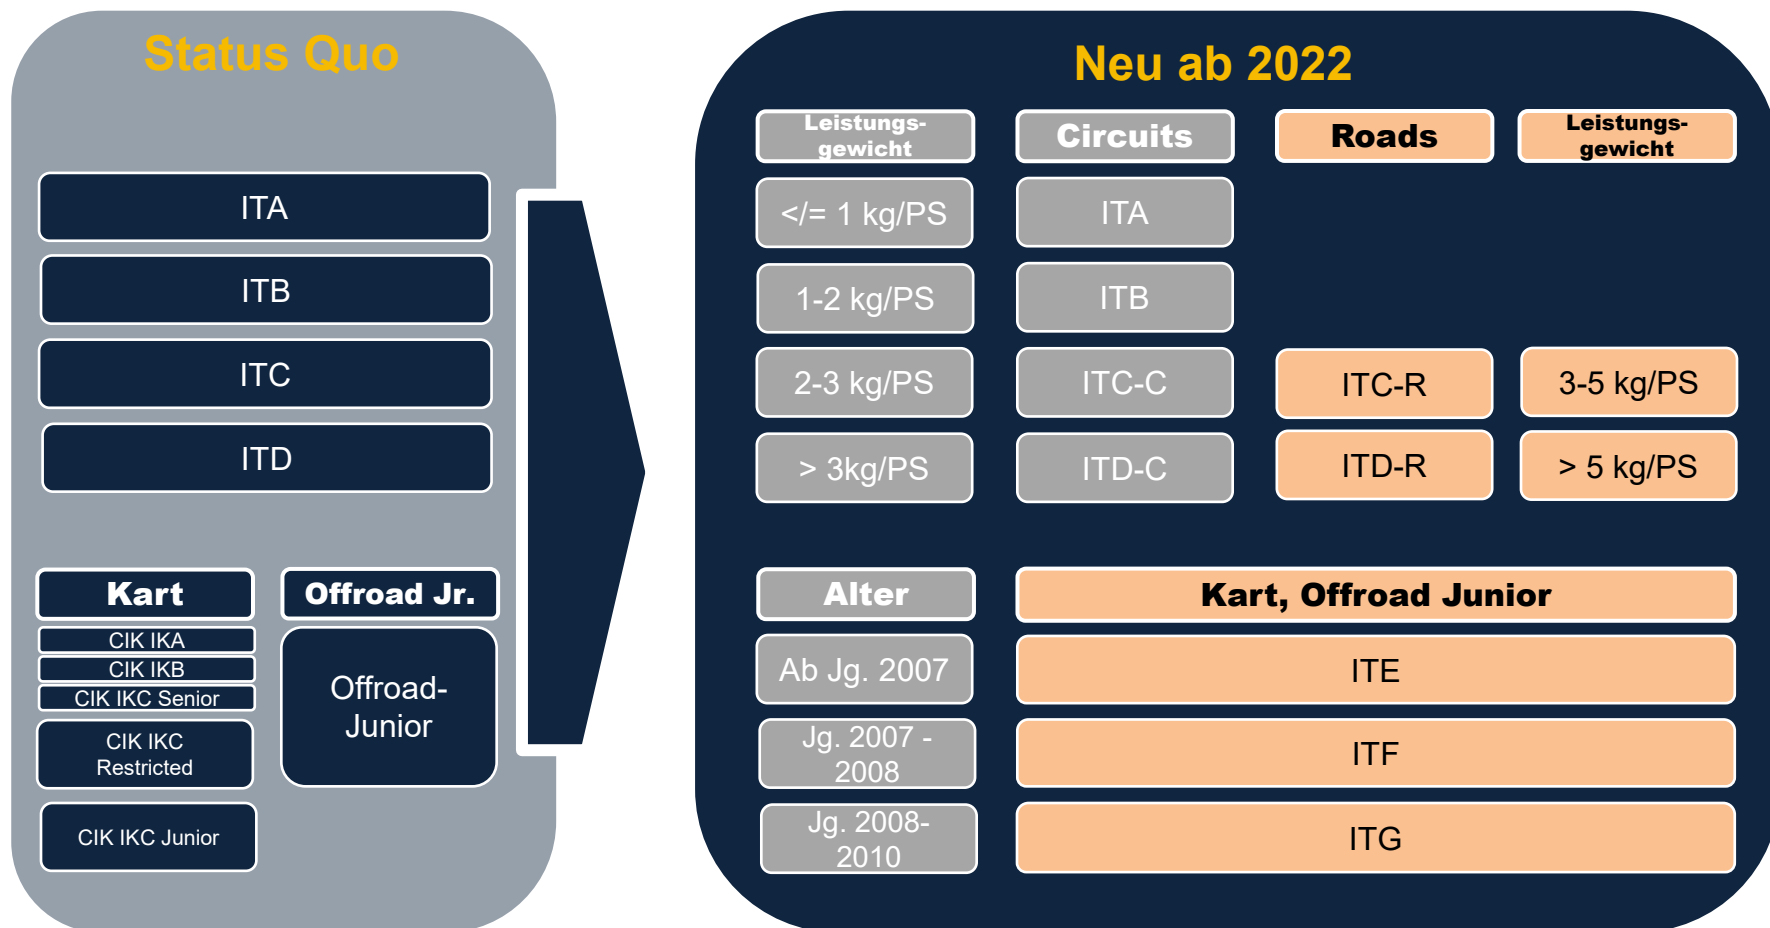 Status Quo
ITA
ITB
ITC
ITD
Kart
Offroad Jr.
CIK IKA
CIK IKB
CIK IKC Senior
CIK IKC
Restricted
CIK IKC Junior
Offroad-
Junior
Neu ab 2022
Leistungs-
gewicht
Circuits
Roads
Leistungs-
gewicht
</= 1 kg/PS
ITA
1-2 kg/PS
ITB
2-3 kg/PS
ITC-C
ITC-R
3-5 kg/PS
> 3kg/PS
ITD-C
ITD-R
> 5 kg/PS
Alter
Kart, Offroad Junior
Ab Jg. 2007
ITE
Jg. 2007 -
2008
ITF
Jg. 2008-
2010
ITG